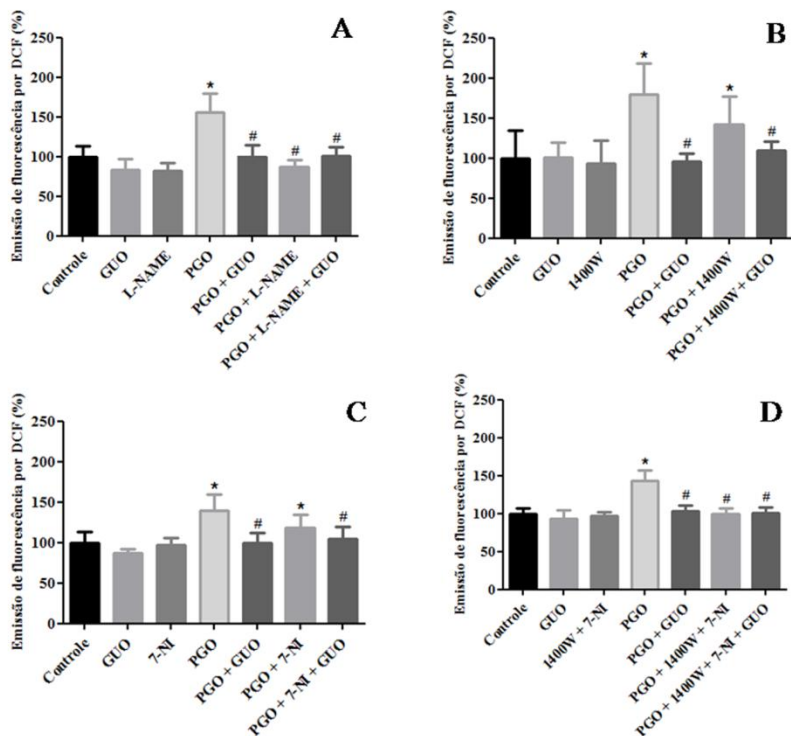 A
Emissão de fluorescência por DCF (%)
250
200
150
100
50
0
*
#
#
#
Controle
GUO
L-NAME
PGO
PGO + GUO
PGO + L-NAME
PGO + L-NAME + GUO
B
Emissão de fluorescência por DCF (%)
250
200
150
100
50
0
*
#
*
#
Controle
GUO
1400W
PGO
PGO + GUO
PGO + 1400W
PGO + 1400W + GUO
C
Emissão de fluorescência por DCF (%)
250
200
150
100
50
0
*
#
*
#
Controle
GUO
7-NI
PGO
PGO + GUO
PGO + 7-NI
PGO + 7-NI + GUO
D
Emissão de fluorescência por DCF (%)
250
200
150
100
50
0
*
#
#
#
Controle
GUO
1400W + 7-NI
PGO
PGO + GUO
PGO + 1400W + 7-NI
PGO + 1400W + 7-NI + GUO